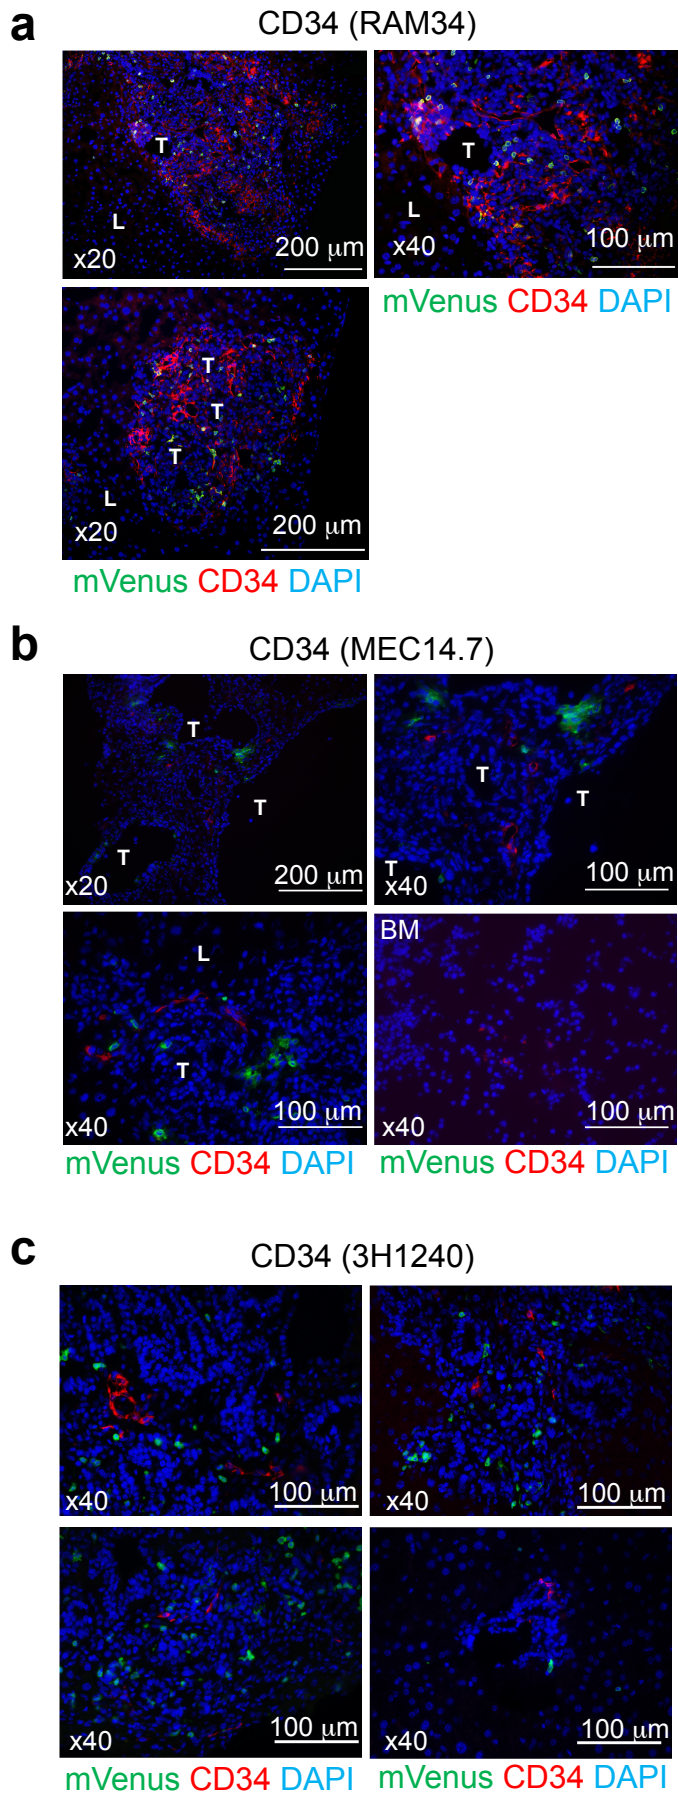 a
CD34 (RAM34)
T
L
x20
200 μm
T
L
x40
100 μm
mVenus CD34 DAPI
T
T
T
L
x20
200 μm
mVenus CD34 DAPI
b
CD34 (MEC14.7)
T
T
T
x20
200 μm
T
T
T
x40
100 μm
L
T
x40
100 μm
BM
x40
100 μm
mVenus CD34 DAPI
mVenus CD34 DAPI
c
CD34 (3H1240)
x40
100 μm
x40
100 μm
x40
100 μm
x40
100 μm
mVenus CD34 DAPI
mVenus CD34 DAPI